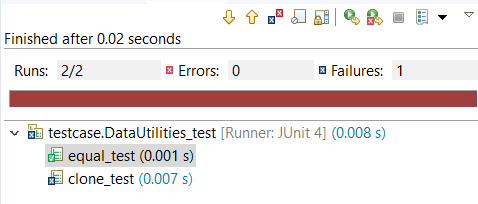 Finished after 0.02 seconds
Runs: 2/2 Errors: 0 Failures: 1
testcase.DataUtilities_test [Runner: JUnit 4] (0.008 s)
equal_test (0.001 s)
clone_test (0.007 s)